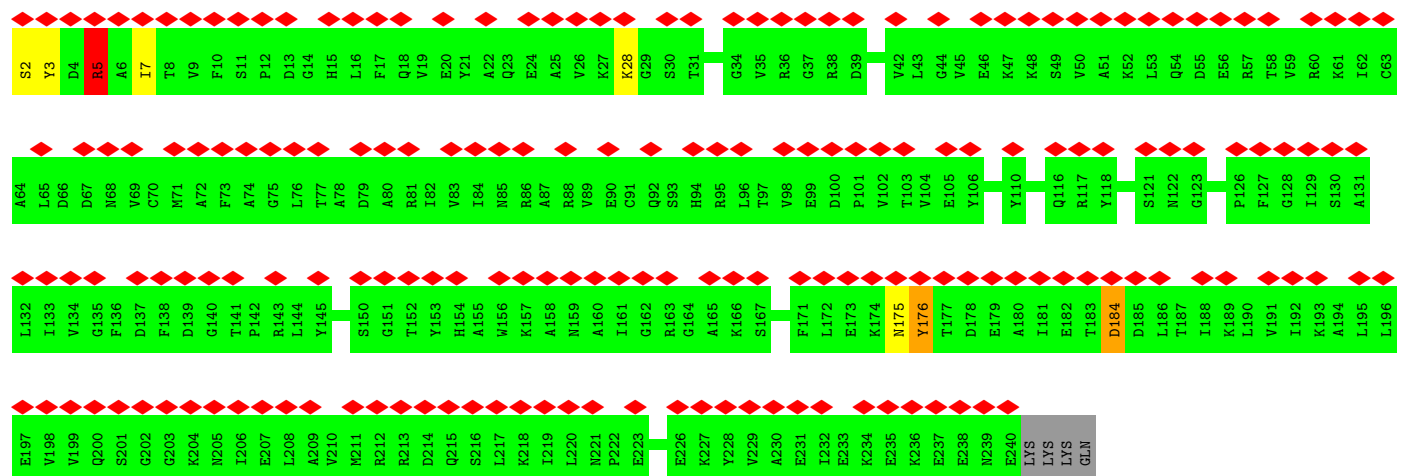 S2 Y3 D4 R5 A6 I7 T8 V9 F10 S11 P12 D13 G14 H15 L16 F17 Q18 V19 E20 Y21 A22 Q23 E24 A25 V26 K27 K28 G29 S30 T31 G34 V35 R36 G37 R38 D39 V42 L43 G44 V45 E46 K47 K48 S49 V50 A51 K52 L53 Q54 D55 E56 R57 T58 V59 R60 K61 I62 C63
A64 L65 D66 D67 N68 V69 C70 M71 A72 F73 A74 G75 L76 T77 A78 D79 A80 R81 I82 V83 I84 N85 R86 A87 R88 V89 E90 C91 Q92 S93 H94 R95 L96 T97 V98 E99 D100 P101 V102 T103 V104 E105 Y106 Y110 Q116 R117 Y118 S121 N122 G123 P126 F127 G128 I129 S130 A131
L132 I133 V134 G135 F136 D137 F138 D139 G140 T141 P142 R143 L144 Y145 S150 G151 T152 Y153 H154 A155 W156 K157 A158 N159 A160 I161 G162 R163 G164 A165 K166 S167 F171 L172 E173 K174 N175 Y176 T177 D178 E179 A180 I181 E182 T183 D184 D185 L186 T187 I188 K189 L190 V191 I192 K193 A194 L195 L196
E197 V198 V199 Q200 S201 G202 G203 K204 N205 I206 E207 L208 A209 V210 M211 R212 R213 D214 Q215 S216 L217 K218 I219 L220 N221 P222 E223 E226 K227 Y228 V229 A230 E231 I232 E233 K234 E235 K236 E237 E238 N239 E240 LYS LYS LYS GLN